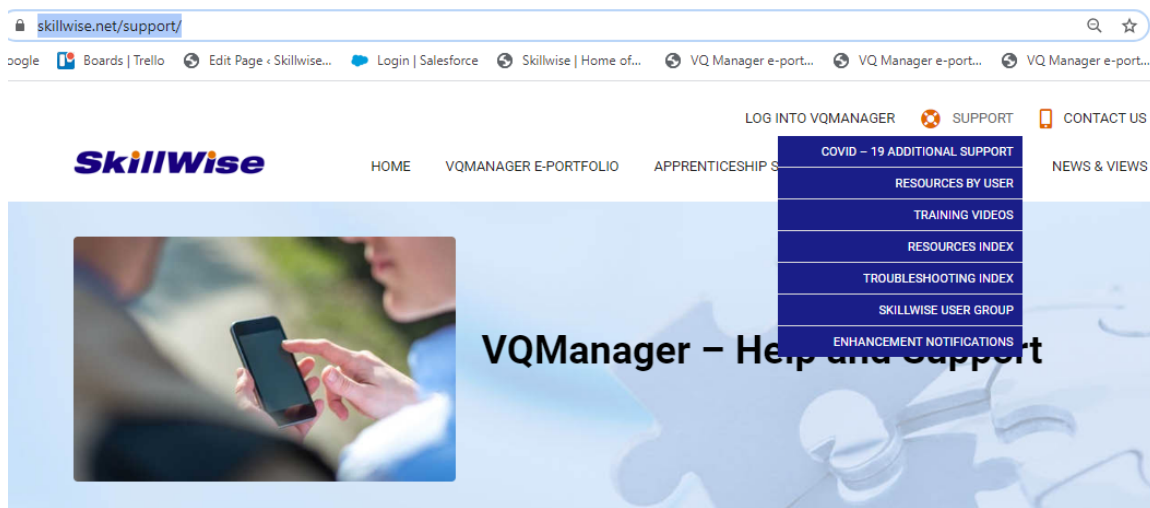 skillwise.net/support/
oogle Boards | Trello Edit Page ‹ Skillwise... Login | Salesforce Skillwise | Home of... VQ Manager e-port... VQ Manager e-port... VQ Manager e-port...
LOG INTO VQMANAGER SUPPORT CONTACT US
SkillWise HOME VQMANAGER E-PORTFOLIO APPRENTICESHIP S NEWS & VIEWS
COVID – 19 ADDITIONAL SUPPORT
RESOURCES BY USER
TRAINING VIDEOS
RESOURCES INDEX
TROUBLESHOOTING INDEX
SKILLWISE USER GROUP
ENHANCEMENT NOTIFICATIONS
VQManager – Help and Support